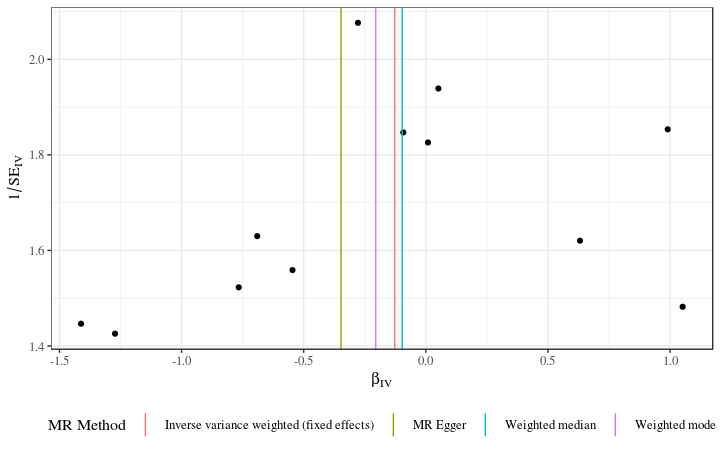 2.0
1.8
1.6
1.4
1/SE_IV
-1.5 -1.0 -0.5 0.0 0.5 1.0
β_IV
MR Method Inverse variance weighted (fixed effects) MR Egger Weighted median Weighted mode